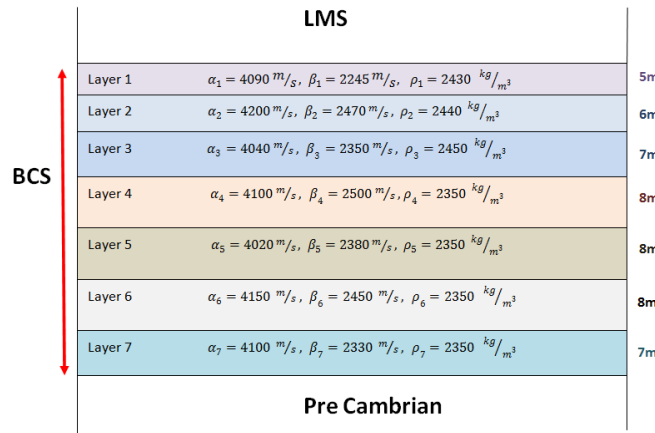 LMS
Layer 1 α₁ = 4090 m/s, β₁ = 2245 m/s, ρ₁ = 2430 kg/m³ 5m
Layer 2 α₂ = 4200 m/s, β₂ = 2470 m/s, ρ₂ = 2440 kg/m³ 6m
Layer 3 α₃ = 4040 m/s, β₃ = 2350 m/s, ρ₃ = 2450 kg/m³ 7m
BCS
Layer 4 α₄ = 4100 m/s, β₄ = 2500 m/s, ρ₄ = 2350 kg/m³ 8m
Layer 5 α₅ = 4020 m/s, β₅ = 2380 m/s, ρ₅ = 2350 kg/m³ 8m
Layer 6 α₆ = 4150 m/s, β₆ = 2450 m/s, ρ₆ = 2350 kg/m³ 8m
Layer 7 α₇ = 4100 m/s, β₇ = 2330 m/s, ρ₇ = 2350 kg/m³ 7m
Pre Cambrian